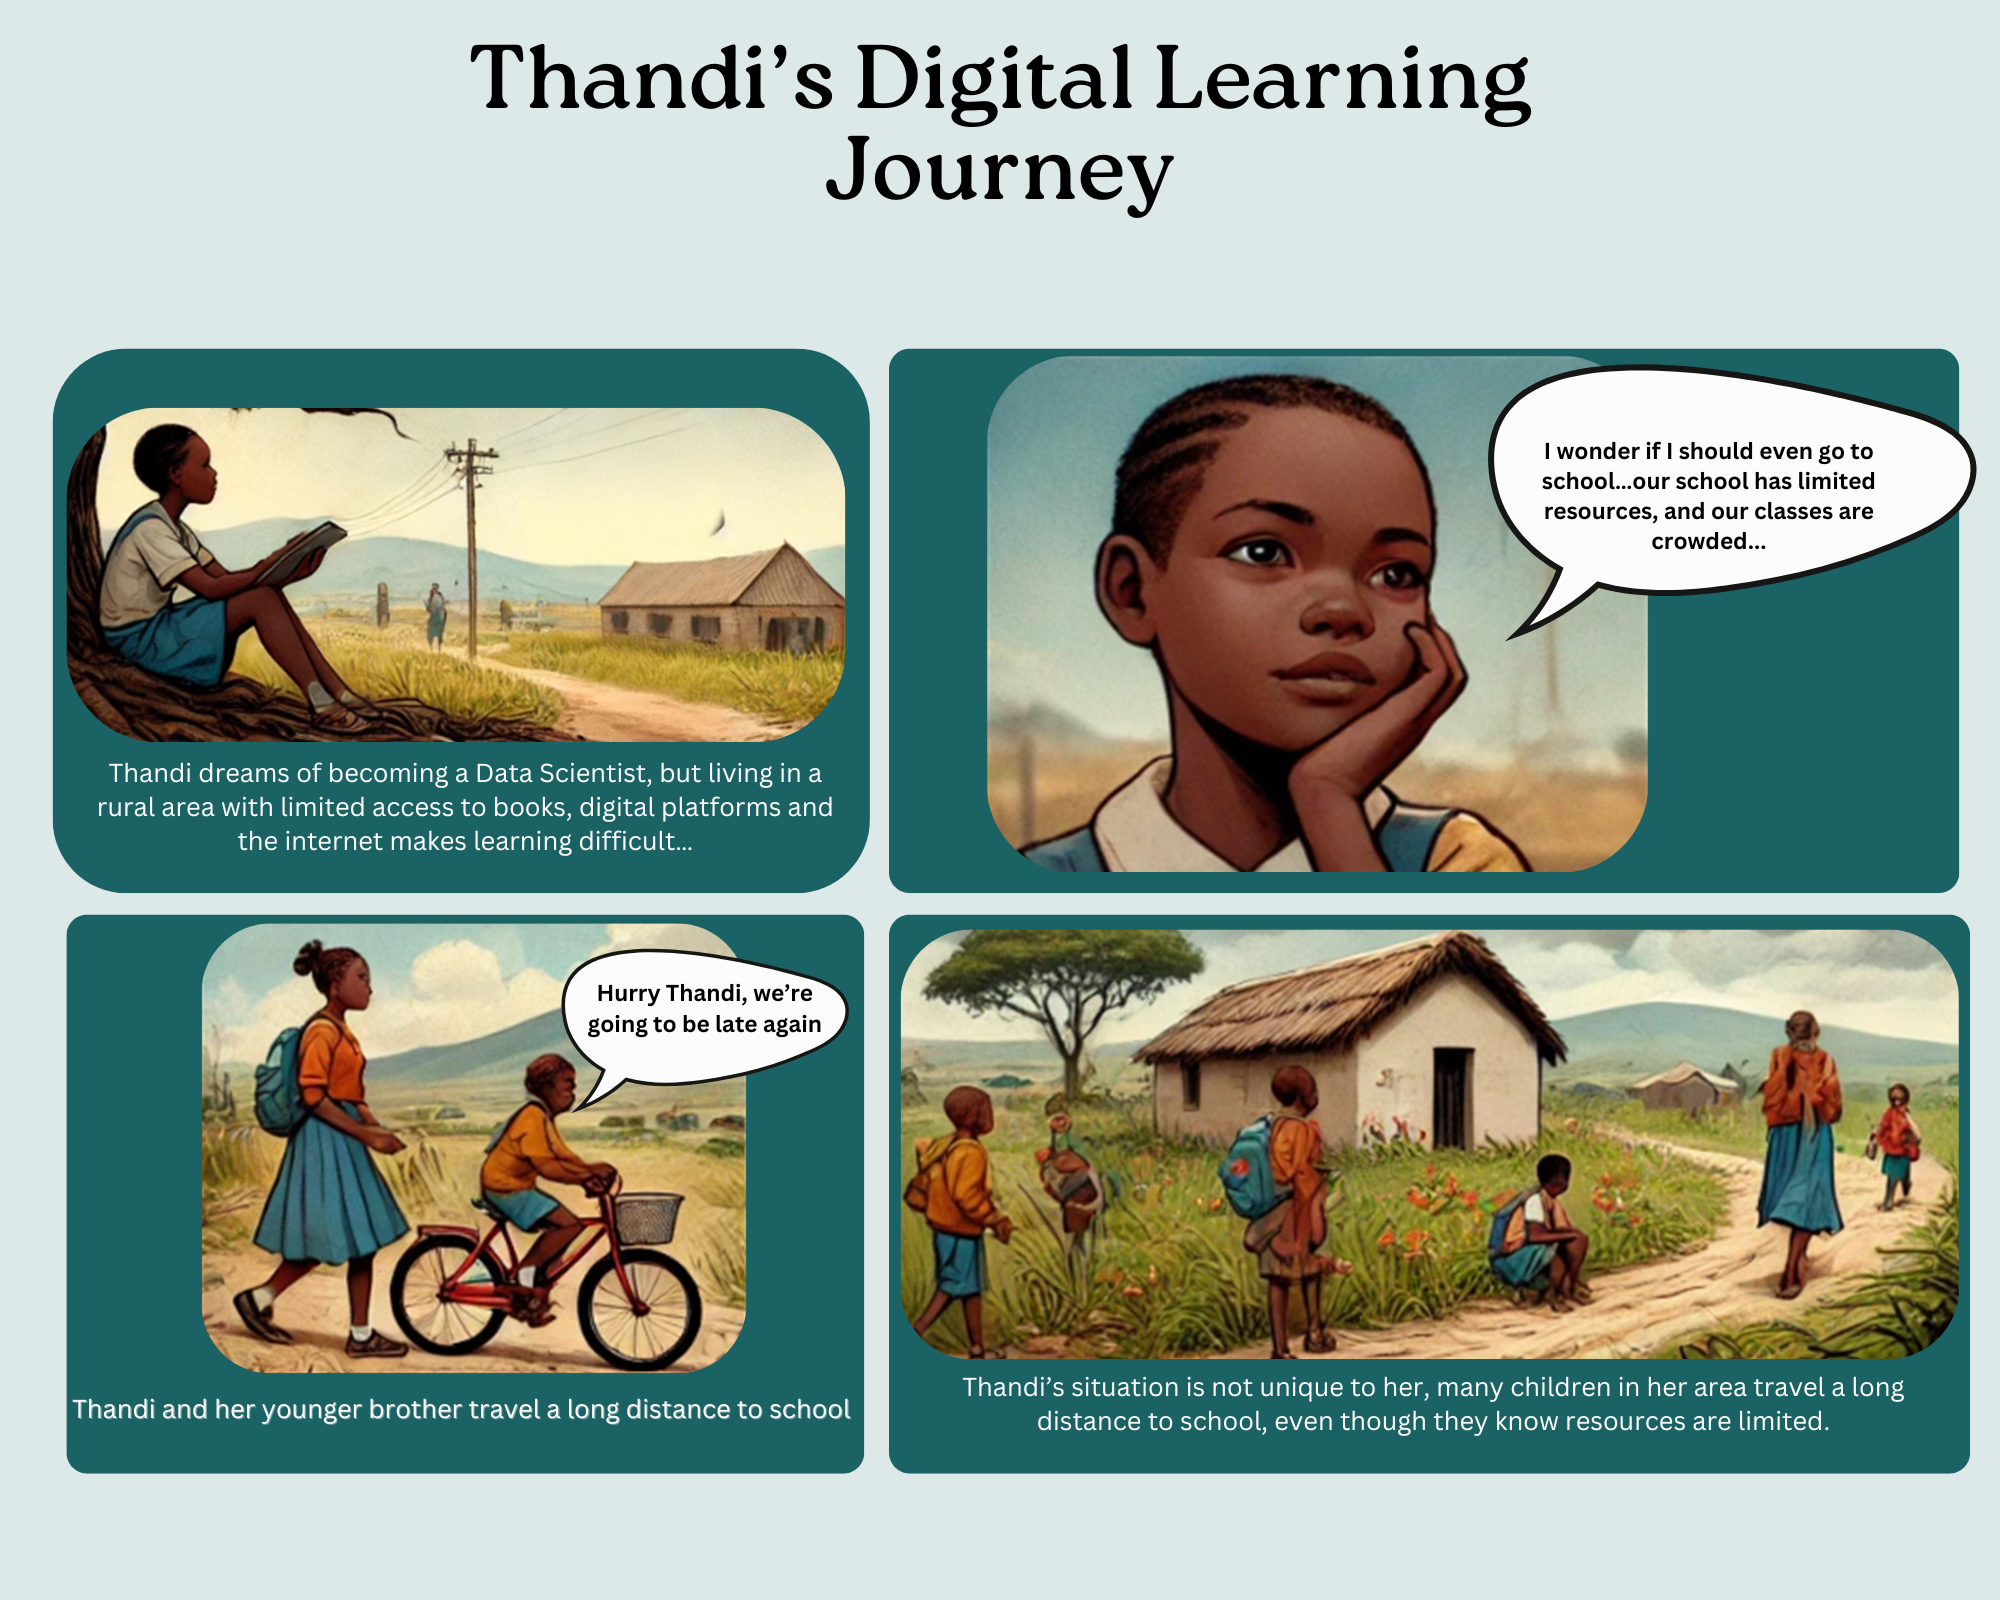 Thandi’s Digital Learning
Journey
Thandi dreams of becoming a Data Scientist, but living in a
rural area with limited access to books, digital platforms and
the internet makes learning difficult...
I wonder if I should even go to
school...our school has limited
resources, and our classes are
crowded...
Hurry Thandi, we’re
going to be late again
Thandi and her younger brother travel a long distance to school
Thandi’s situation is not unique to her, many children in her area travel a long
distance to school, even though they know resources are limited.